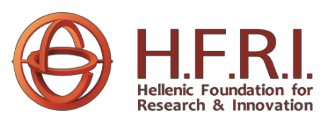 H.F.R.I.
Hellenic Foundation for
Research & Innovation